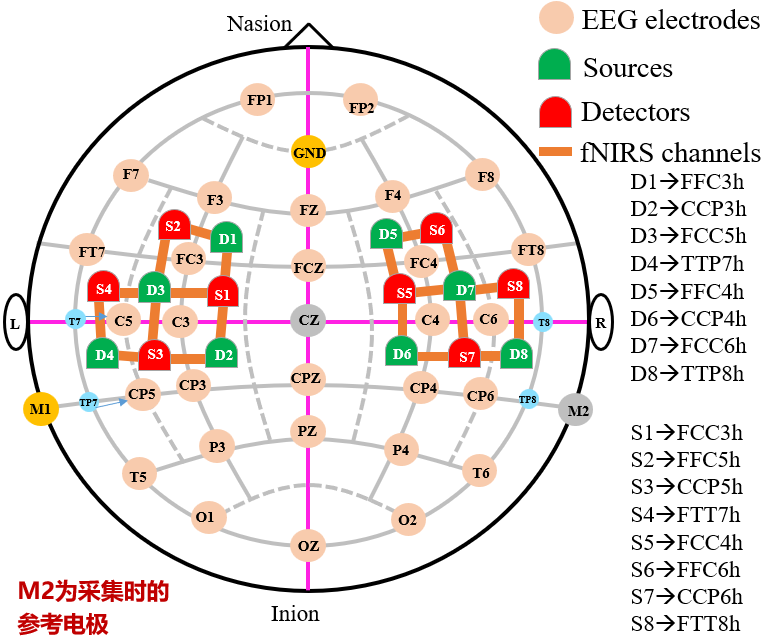 Nasion
EEG electrodes
Sources
Detectors
fNIRS channels
FP1
FP2
GND
F7
F8
F3
F4
FZ
S2
D1
D5
S6
FT7
FC3
FCZ
FC4
FT8
S4
D3
S1
S5
D7
S8
L
T7
C5
C3
CZ
C4
C6
T8
R
D4
S3
D2
D6
S7
D8
CPZ
CP5
CP3
CP4
CP6
M1
TP7
TP8
M2
PZ
P3
P4
T5
T6
O1
O2
OZ
Inion
M2为采集时的
参考电极
D1→FFC3h
D2→CCP3h
D3→FCC5h
D4→TTP7h
D5→FFC4h
D6→CCP4h
D7→FCC6h
D8→TTP8h
S1→FCC3h
S2→FFC5h
S3→CCP5h
S4→FTT7h
S5→FCC4h
S6→FFC6h
S7→CCP6h
S8→FTT8h